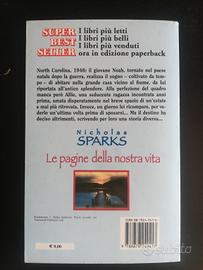 SUPER
BEST
SELLER
I libri più letti
I libri più belli
I libri più venduti
ora in edizione paperback
North Carolina, 1946: il giovane Noah, tornato nel paese
natale dopo la guerra, realizza il sogno - coltivato da tem-
po - di abitare nella grande casa vicino al fiume, da lui
riportata all'antico splendore. Alla perfezione del quadro
manca però Allie, una seducente ragazza incontrata anni
prima, amata disperatamente nel breve spazio di un'estate
e mai più ritrovata. Invece, un giorno lei ricompare, per ve-
derlo un'ultima volta prima di sposarsi... Ma il destino ha
deciso altrimenti, scrivendo per loro una storia diversa...
Nicholas
SPARKS
Le pagine della nostra vita
€ 9,00
Subito